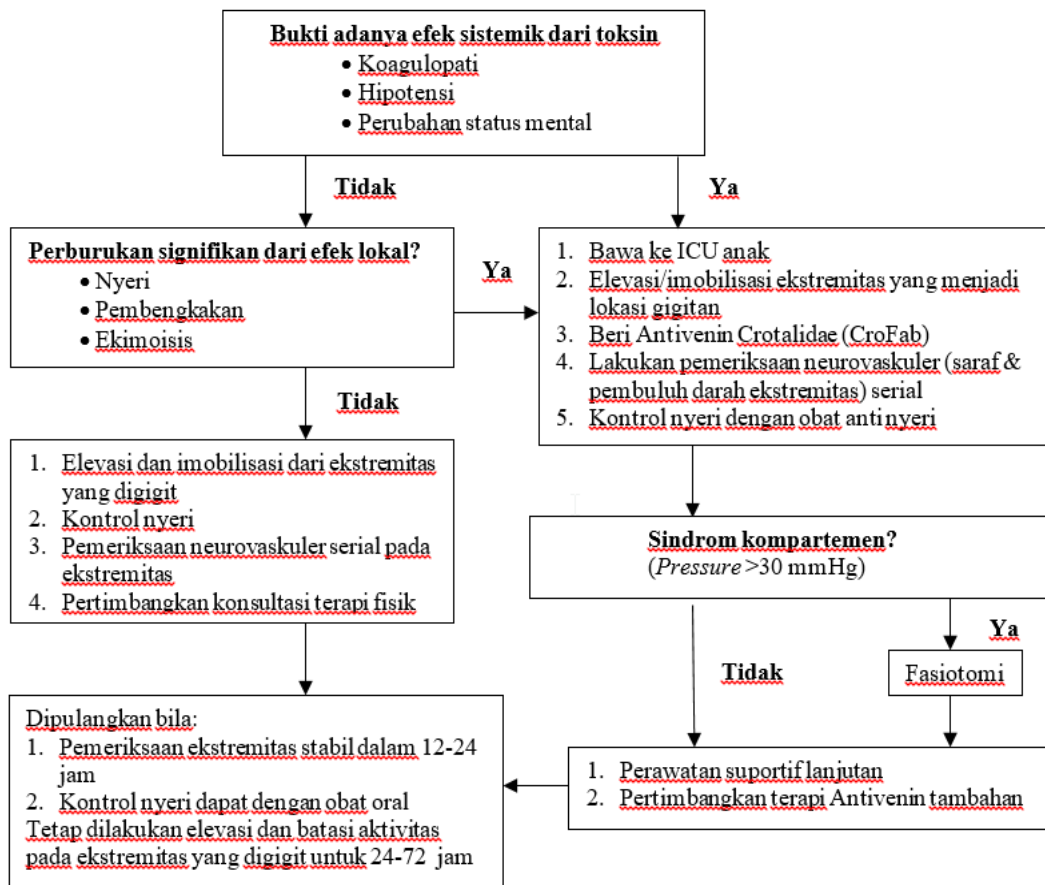 Bukti adanya efek sistemik dari toksin
• Koagulopati
• Hipotensi
• Perubahan status mental
Tidak
Ya
Perburukan signifikan dari efek lokal?
• Nyeri
• Pembengkakan
• Ekimoisis
Ya
1. Bawa ke ICU anak
2. Elevasi/imobilisasi ekstremitas yang menjadi
lokasi gigitan
3. Beri Antivenin Crotalidae (CroFab)
4. Lakukan pemeriksaan neurovaskuler (saraf &
pembuluh darah ekstremitas) serial
5. Kontrol nyeri dengan obat anti nyeri
Tidak
1. Elevasi dan imobilisasi dari ekstremitas
yang digigit
2. Kontrol nyeri
3. Pemeriksaan neurovaskuler serial pada
ekstremitas
4. Pertimbangkan konsultasi terapi fisik
Sindrom kompartemen?
(Pressure >30 mmHg)
Ya
Tidak
Fasiotomi
Dipulangkan bila:
1. Pemeriksaan ekstremitas stabil dalam 12-24
jam
2. Kontrol nyeri dapat dengan obat oral
Tetap dilakukan elevasi dan batasi aktivitas
pada ekstremitas yang digigit untuk 24-72 jam
1. Perawatan suportif lanjutan
2. Pertimbangkan terapi Antivenin tambahan